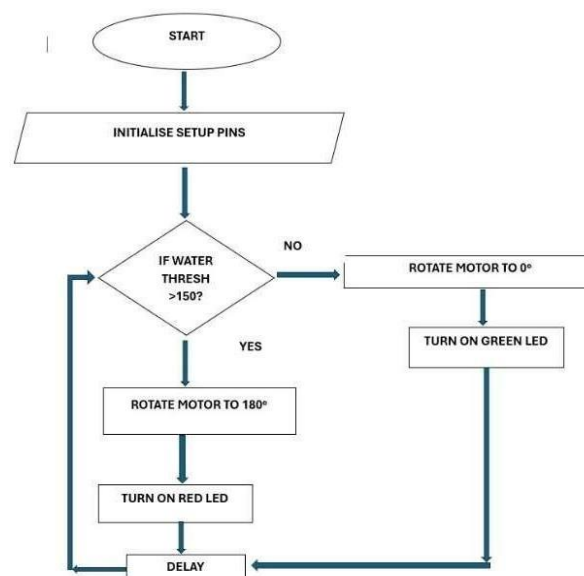 START
INITIALISE SETUP PINS
IF WATER
THRESH
>150?
NO
ROTATE MOTOR TO 0º
YES
TURN ON GREEN LED
ROTATE MOTOR TO 180º
TURN ON RED LED
DELAY